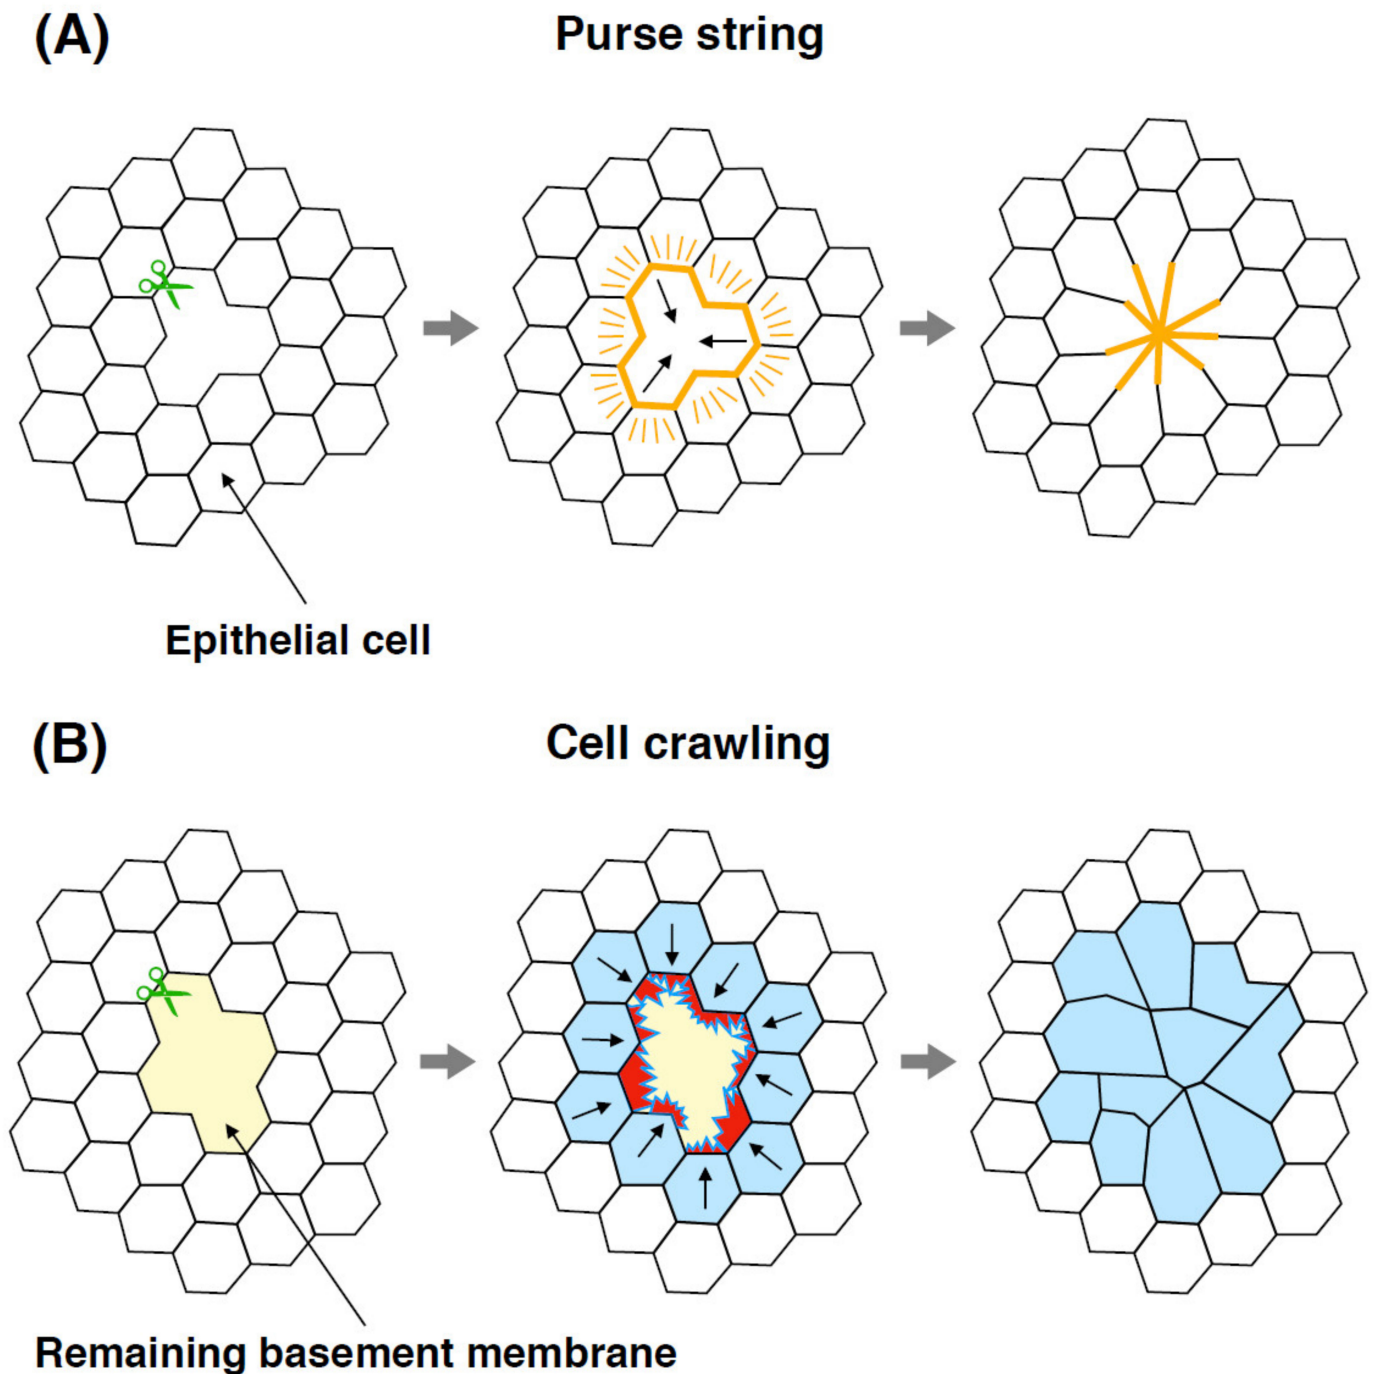 (A)
Purse string
Epithelial cell
(B)
Cell crawling
Remaining basement membrane